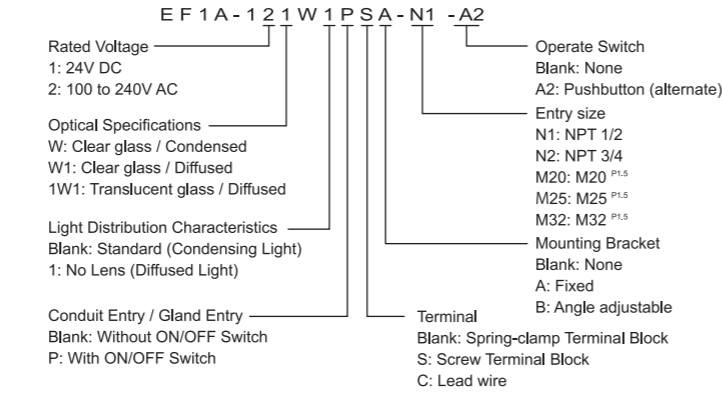 EF1A-121W1PSA-N1-A2
Rated Voltage
1: 24V DC
2: 100 to 240V AC
Optical Specifications
W: Clear glass / Condensed
W1: Clear glass / Diffused
1W1: Translucent glass / Diffused
Light Distribution Characteristics
Blank: Standard (Condensing Light)
1: No Lens (Diffused Light)
Conduit Entry / Gland Entry
Blank: Without ON/OFF Switch
P: With ON/OFF Switch
Operate Switch
Blank: None
A2: Pushbutton (alternate)
Entry size
N1: NPT 1/2
N2: NPT 3/4
M20: M20 P1.5
M25: M25 P1.5
M32: M32 P1.5
Mounting Bracket
Blank: None
A: Fixed
B: Angle adjustable
Terminal
Blank: Spring-clamp Terminal Block
S: Screw Terminal Block
C: Lead wire